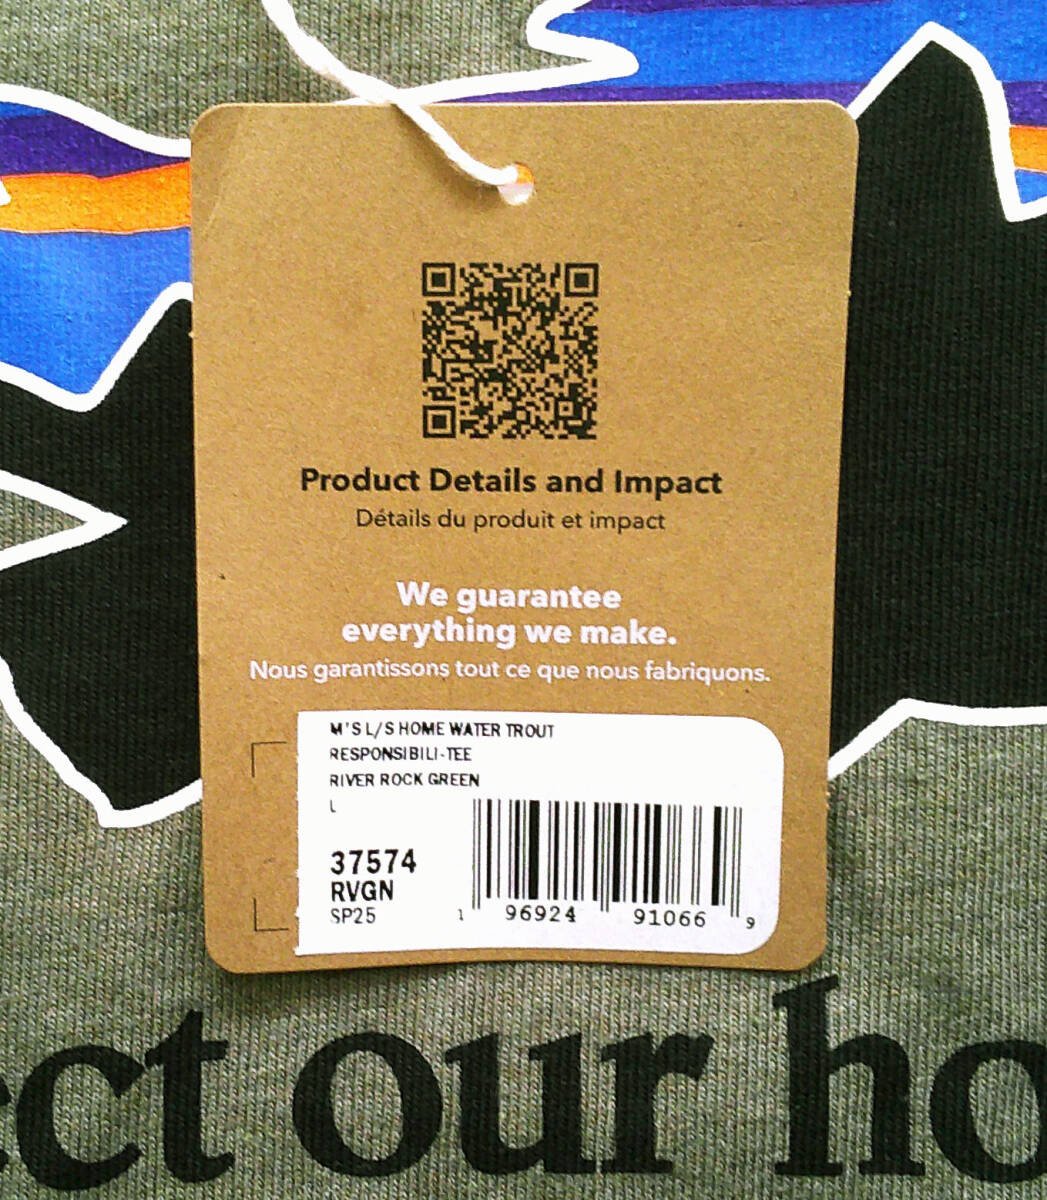 Product Details and Impact
Détails du produit et impact
We guarantee
everything we make.
Nous garantissons tout ce que nous fabriquons.
M'S L/S HOME WATER TROUT
RESPONSIBILI-TEE
RIVER ROCK GREEN
L
37574
RVGN
SP25
1 96924 91066 9
ct our ho